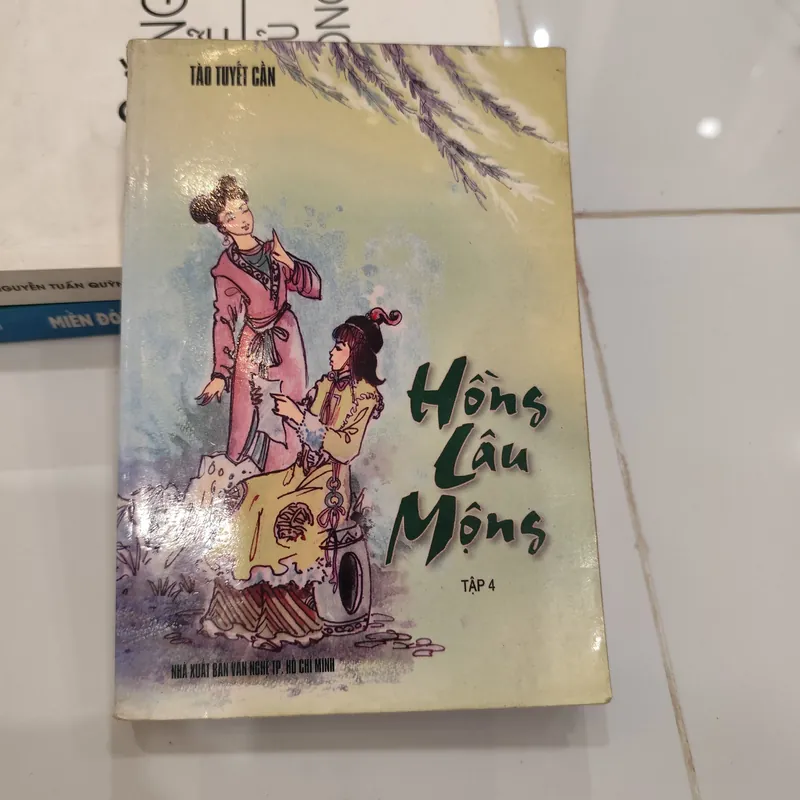 TÀO TUYẾT CẦN
Hồng
Lâu
Mộng
TẬP 4
NHÀ XUẤT BẢN VĂN NGHỆ TP. HỒ CHÍ MINH
NGUYỄN TUẤN QUỲNH
MIỀN ĐÔ